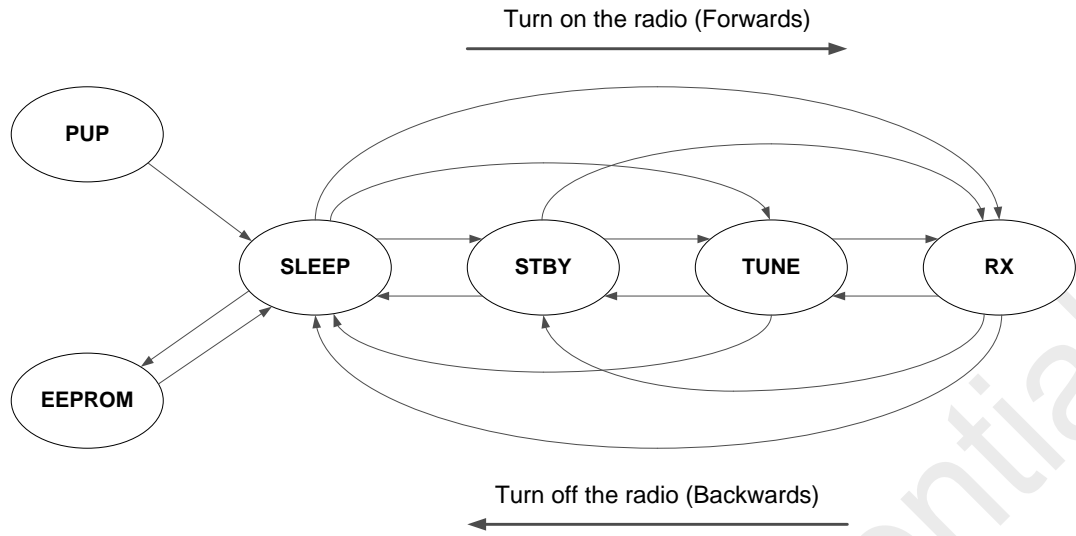 Turn on the radio (Forwards)
PUP
SLEEP
STBY
TUNE
RX
EEPROM
Turn off the radio (Backwards)